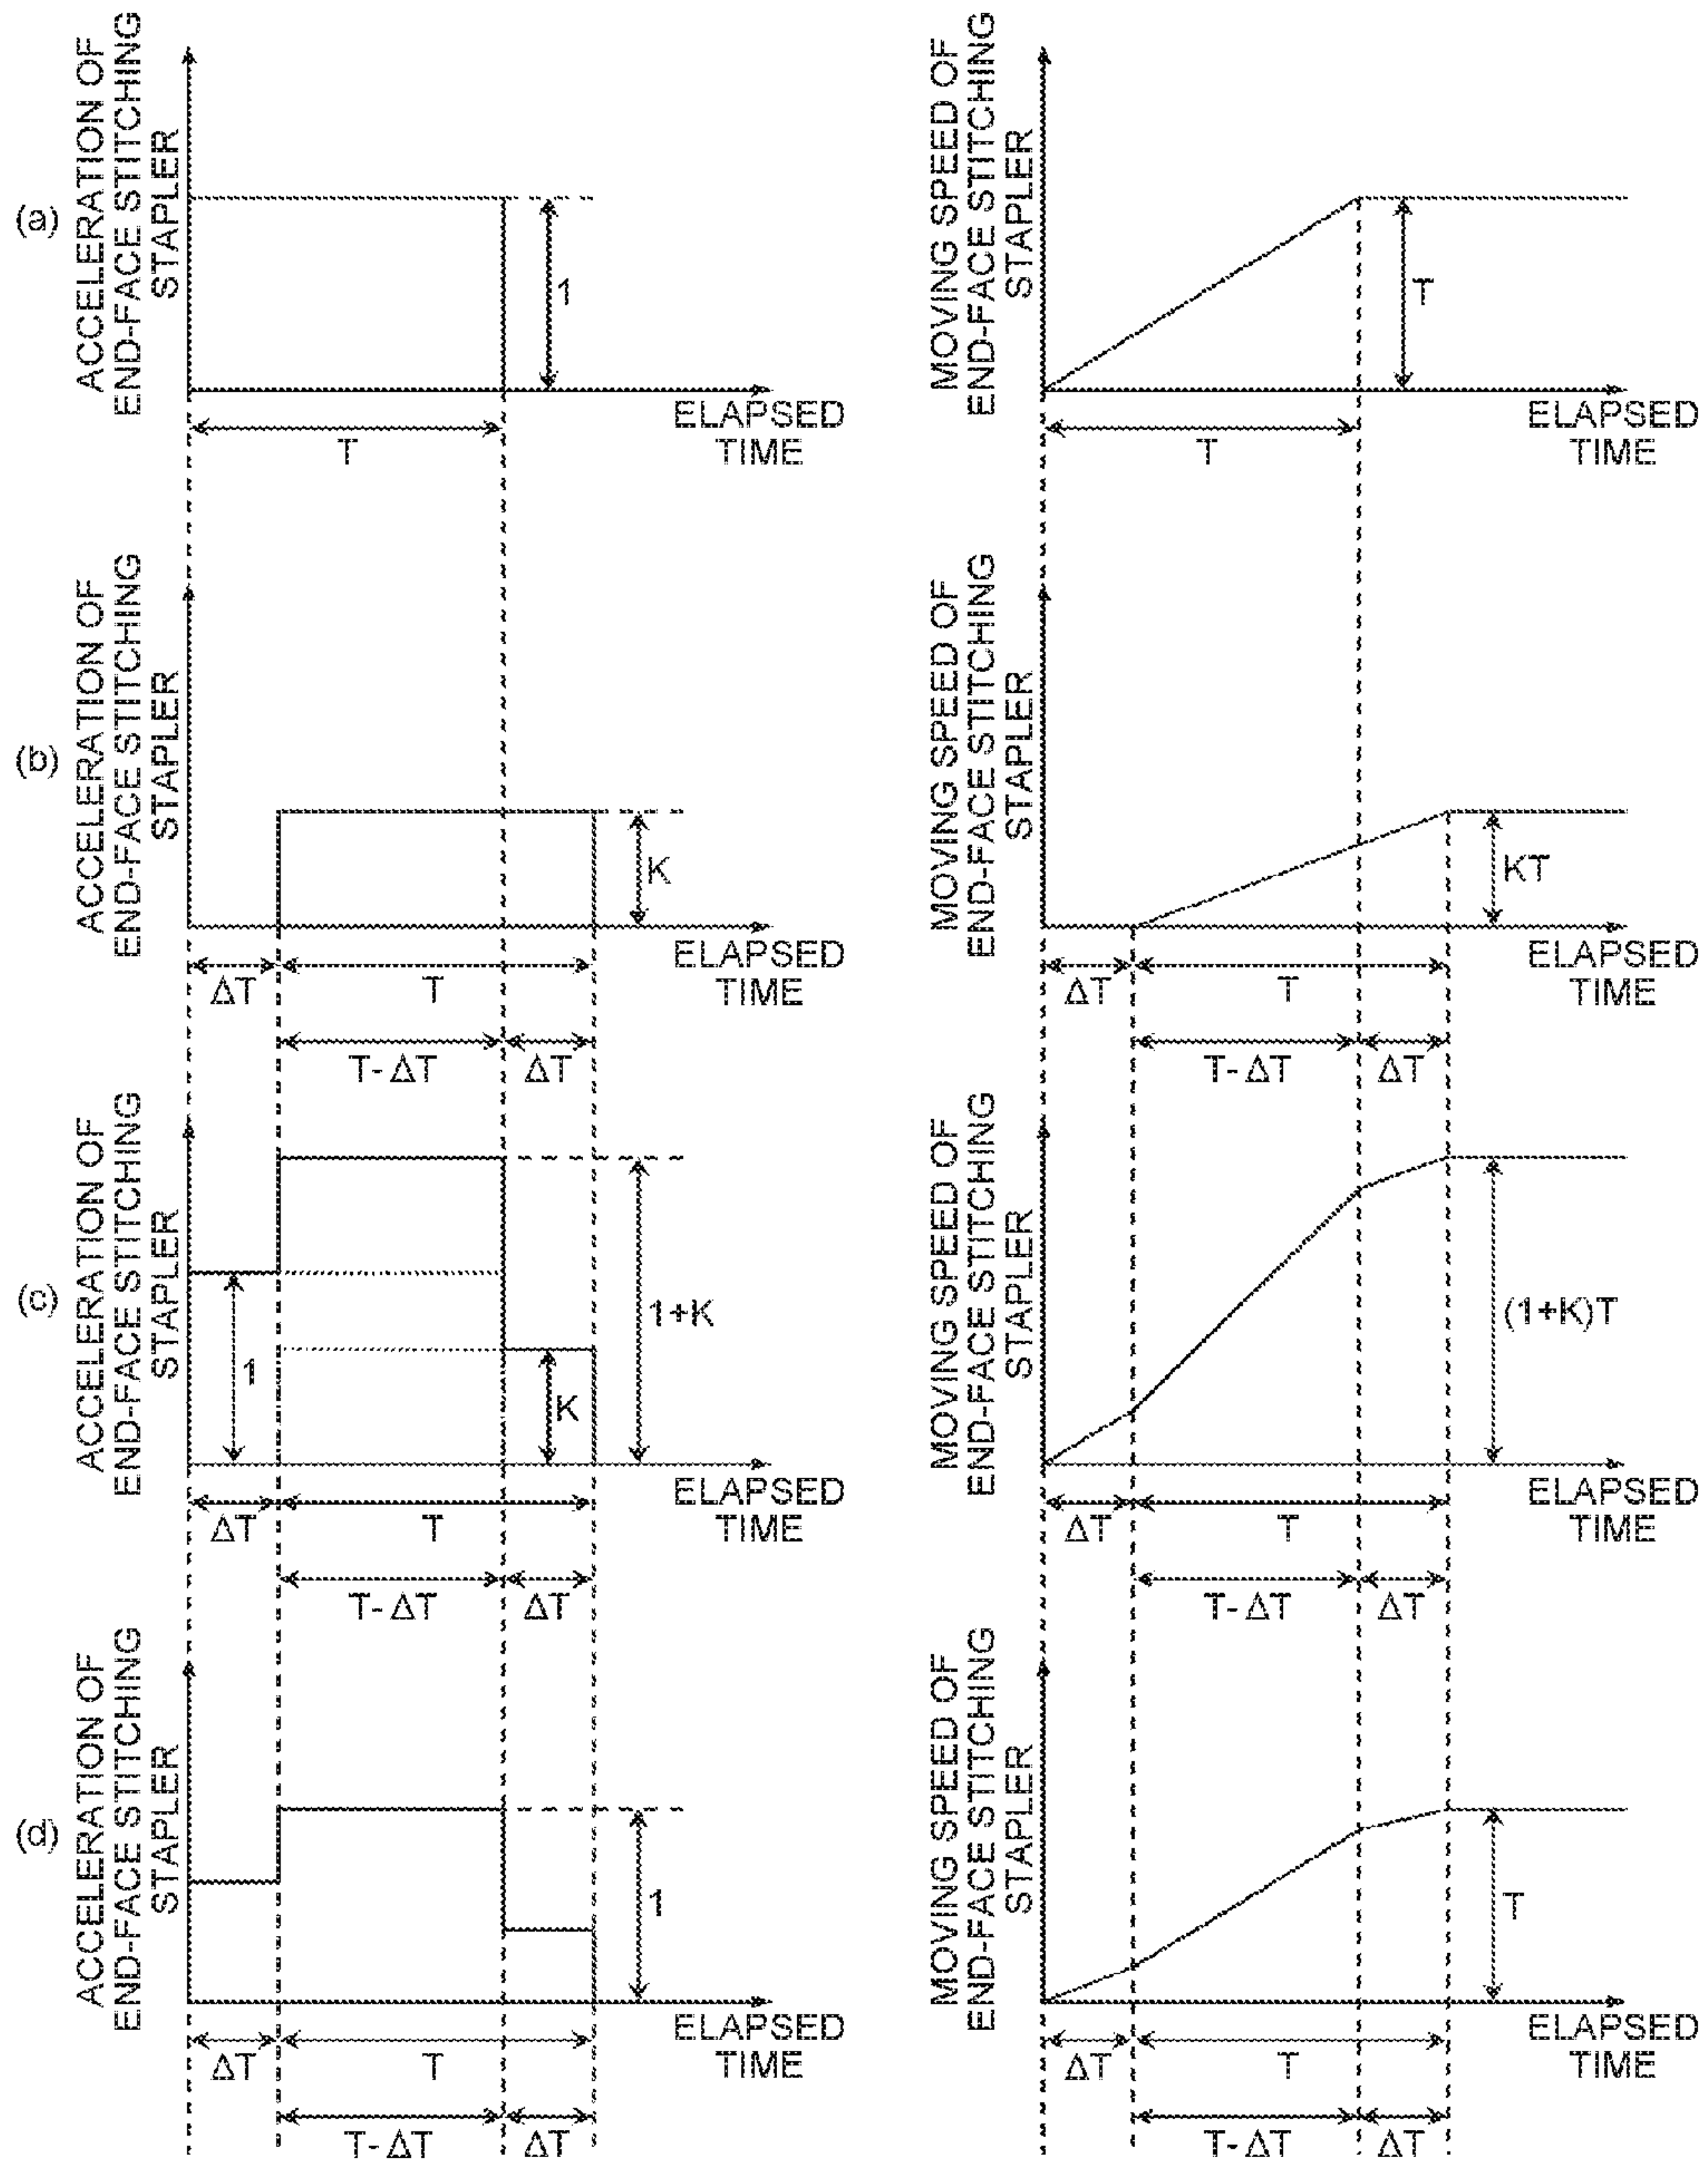 (a)
ACCELERATION OF
END-FACE STITCHING
STAPLER
1
T
ELAPSED
TIME
MOVING SPEED OF
END-FACE STITCHING
STAPLER
T
T
ELAPSED
TIME
(b)
ACCELERATION OF
END-FACE STITCHING
STAPLER
K
ELAPSED
TIME
ΔT
T
T-ΔT
ΔT
MOVING SPEED OF
END-FACE STITCHING
STAPLER
KT
ELAPSED
TIME
ΔT
T
T-ΔT
ΔT
(c)
ACCELERATION OF
END-FACE STITCHING
STAPLER
1
K
1+K
ELAPSED
TIME
ΔT
T
T-ΔT
ΔT
MOVING SPEED OF
END-FACE STITCHING
STAPLER
(1+K)T
ELAPSED
TIME
ΔT
T
T-ΔT
ΔT
(d)
ACCELERATION OF
END-FACE STITCHING
STAPLER
1
ELAPSED
TIME
ΔT
T
T-ΔT
ΔT
MOVING SPEED OF
END-FACE STITCHING
STAPLER
T
ELAPSED
TIME
ΔT
T
T-ΔT
ΔT